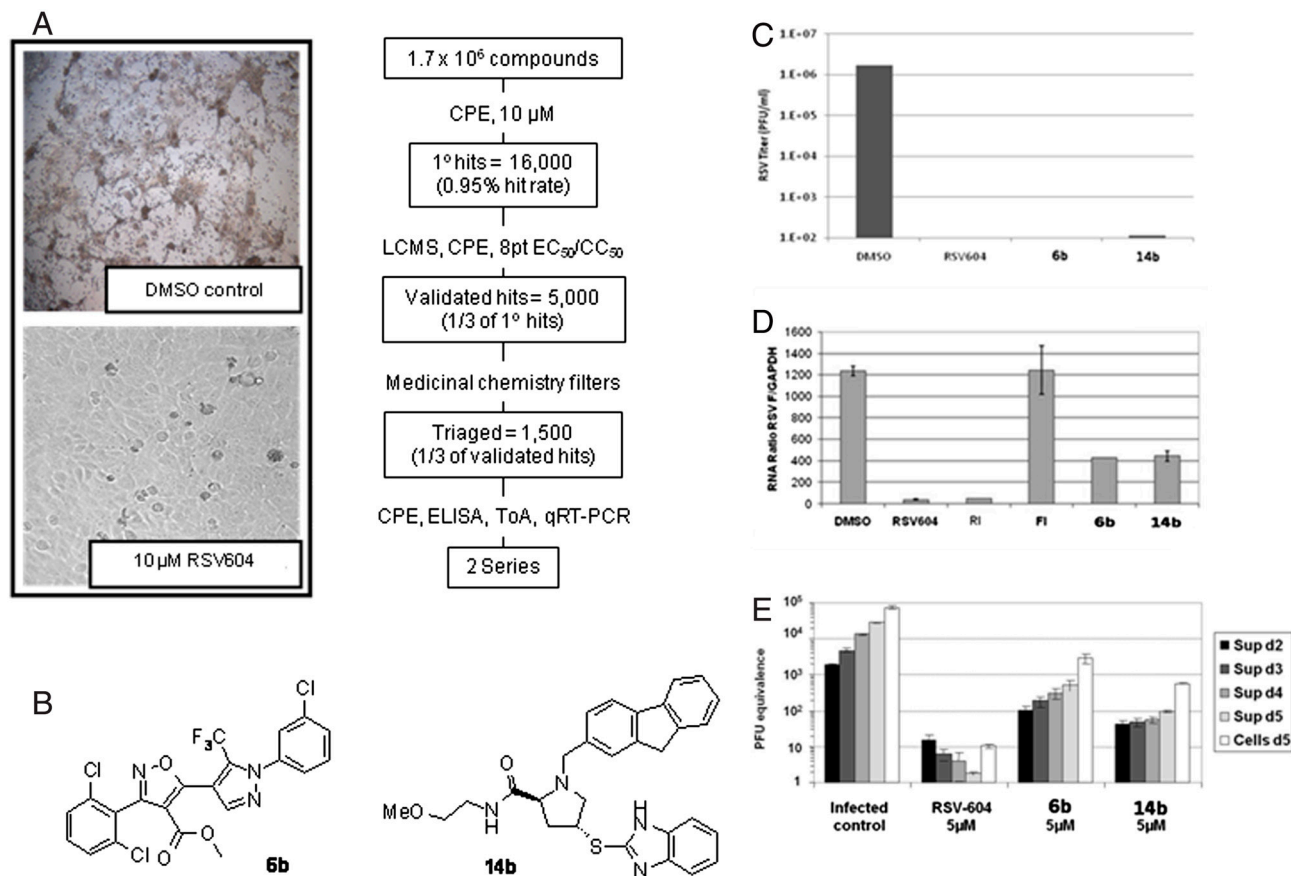 A
DMSO control
10 µM RSV604
1.7 x 10⁶ compounds
CPE, 10 µM
1º hits = 16,000
(0.95% hit rate)
LCMS, CPE, 8pt EC₅₀/CC₅₀
Validated hits = 5,000
(1/3 of 1º hits)
Medicinal chemistry filters
Triaged = 1,500
(1/3 of validated hits)
CPE, ELISA, ToA, qRT-PCR
2 Series
B
Cl
F₃C
N
N
Cl
N
O
Cl
O
O
6b
O
N
MeO
N
H
S
H
N
N
14b
C
RSV Titer (PFU/ml)
1.E+07
1.E+06
1.E+05
1.E+04
1.E+03
1.E+02
DMSO RSV604 6b 14b
D
RNA Ratio RSV F/GAPDH
1600
1400
1200
1000
800
600
400
200
0
DMSO RSV604 RI FI 6b 14b
E
PFU equivalence
10⁵
10⁴
10³
10²
10
1
Infected control
RSV-604 5µM
6b 5µM
14b 5µM
Sup d2
Sup d3
Sup d4
Sup d5
Cells d5